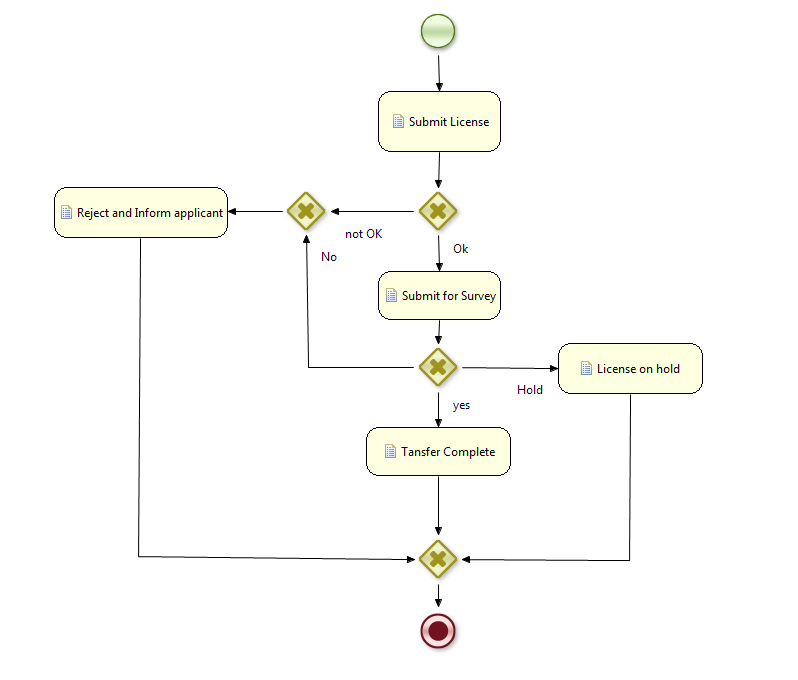 Submit License
Reject and Inform applicant
not OK
Ok
No
Submit for Survey
License on hold
Hold
yes
Tansfer Complete